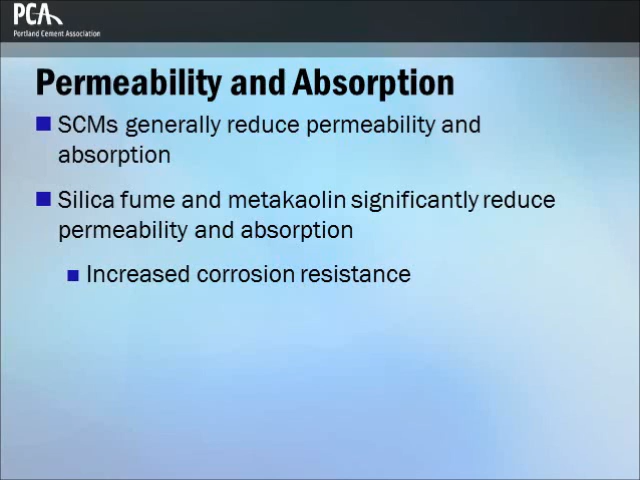 PCA
Portland Cement Association
Permeability and Absorption
SCMs generally reduce permeability and
absorption
Silica fume and metakaolin significantly reduce
permeability and absorption
Increased corrosion resistance